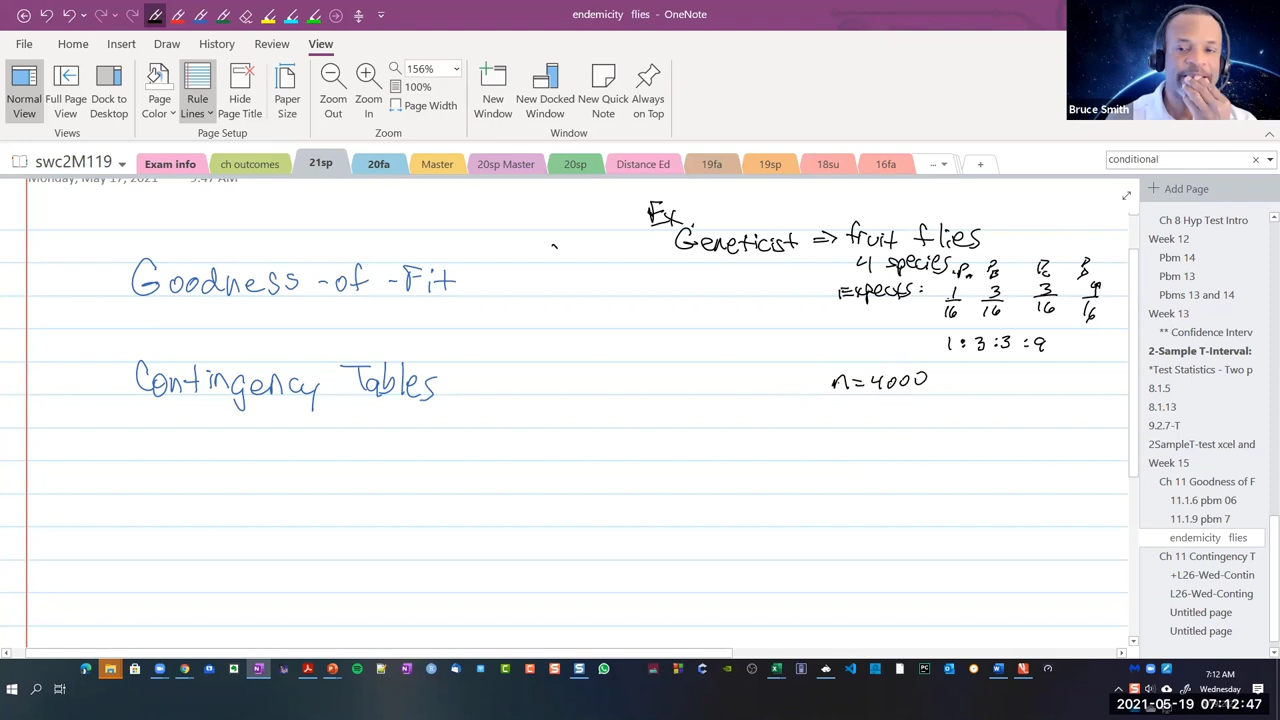 endemicity flies - OneNote
File Home Insert Draw History Review View
156%
100%
Page Width
Normal View
Full Page View
Dock to Desktop
Page Color
Rule Lines
Hide Page Title
Paper Size
Zoom Out
Zoom In
New Window
New Docked Window
New Quick Note
Always on Top
Views
Page Setup
Zoom
Window
Bruce Smith
swc2M119
Exam info
ch outcomes
21sp
20fa
Master
20sp Master
20sp
Distance Ed
19fa
19sp
18su
16fa
conditional
Monday, May 17, 2021
Ex.
Geneticist => fruit flies
4 species
Expects: 1/16 3/16 3/16 9/16
1:3:3:9
n=4000
Goodness-of-Fit
Contingency Tables
Add Page
Ch 8 Hyp Test Intro
Week 12
Pbm 14
Pbm 13
Pbms 13 and 14
Week 13
** Confidence Interv
2-Sample T-Interval:
*Test Statistics - Two p
8.1.5
8.1.13
9.2.7-T
2SampleT-test xcel and
Week 15
Ch 11 Goodness of F
11.1.6 pbm 06
11.1.9 pbm 7
endemicity flies
Ch 11 Contingency T
+L26-Wed-Contin
L26-Wed-Conting
Untitled page
Untitled page
7:12 AM
Wednesday
2021-05-19 07:12:47